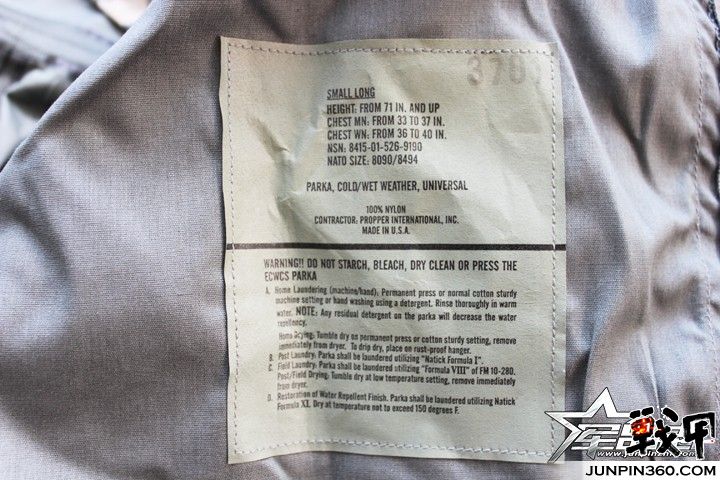 370
SMALL LONG
HEIGHT: FROM 71 IN. AND UP
CHEST MN: FROM 33 TO 37 IN.
CHEST WN: FROM 36 TO 40 IN.
NSN: 8415-01-526-9190
NATO SIZE: 8090/8494
PARKA, COLD/WET WEATHER, UNIVERSAL
100% NYLON
CONTRACTOR: PROPPER INTERNATIONAL, INC.
MADE IN U.S.A.
WARNING!! DO NOT STARCH, BLEACH, DRY CLEAN OR PRESS THE
ECWCS PARKA
A. Home Laundering (machine/hand). Permanent press or normal cotton sturdy
machine setting or hand washing using a detergent. Rinse thoroughly in warm
water. NOTE: Any residual detergent on the parka will decrease the water
repellency.
Home Drying: Tumble dry on permanent press or cotton sturdy setting, remove
immediately from dryer. To drip dry, place on rust-proof hanger.
B. Post Laundry. Parka shall be laundered utilizing "Natick Formula I".
C. Field Laundry. Parka shall be laundered utilizing "Formula VIII" of FM 10-280.
Post/Field Drying: Tumble dry at low temperature setting, remove immediately
from dryer.
D. Restoration of Water Repellent Finish. Parka shall be laundered utilizing Natick
Formula XI. Dry at temperature not to exceed 150 degrees F.
JUNPIN360.COM